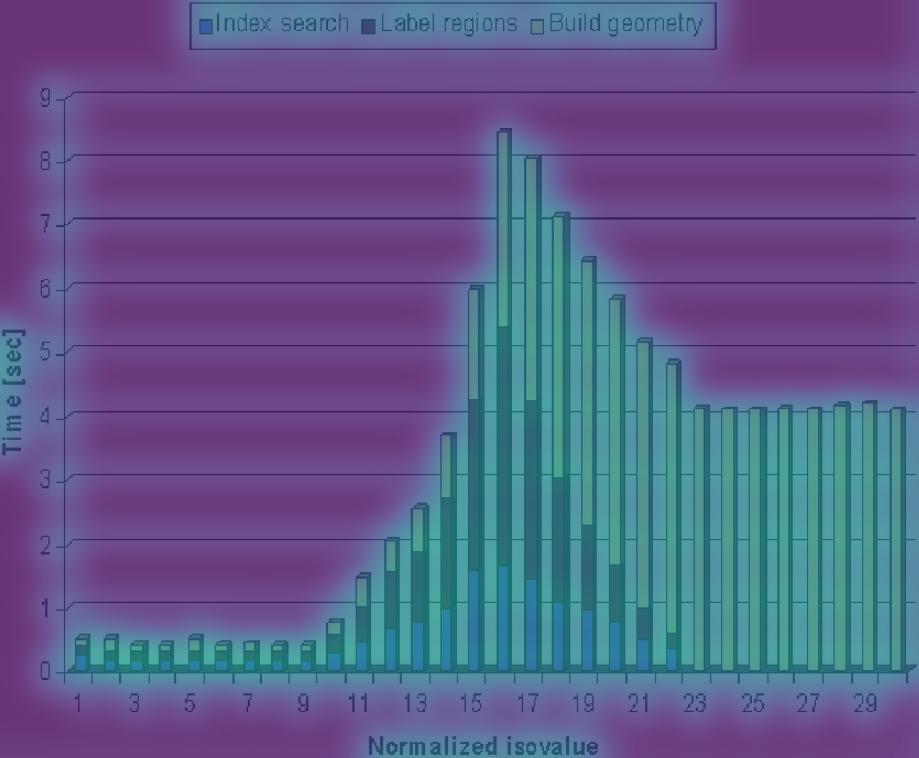 Index search Label regions Build geometry
9
8
7
6
5
4
3
2
1
0
Time [sec]
1 3 5 7 9 11 13 15 17 19 21 23 25 27 29
Normalized isovalue